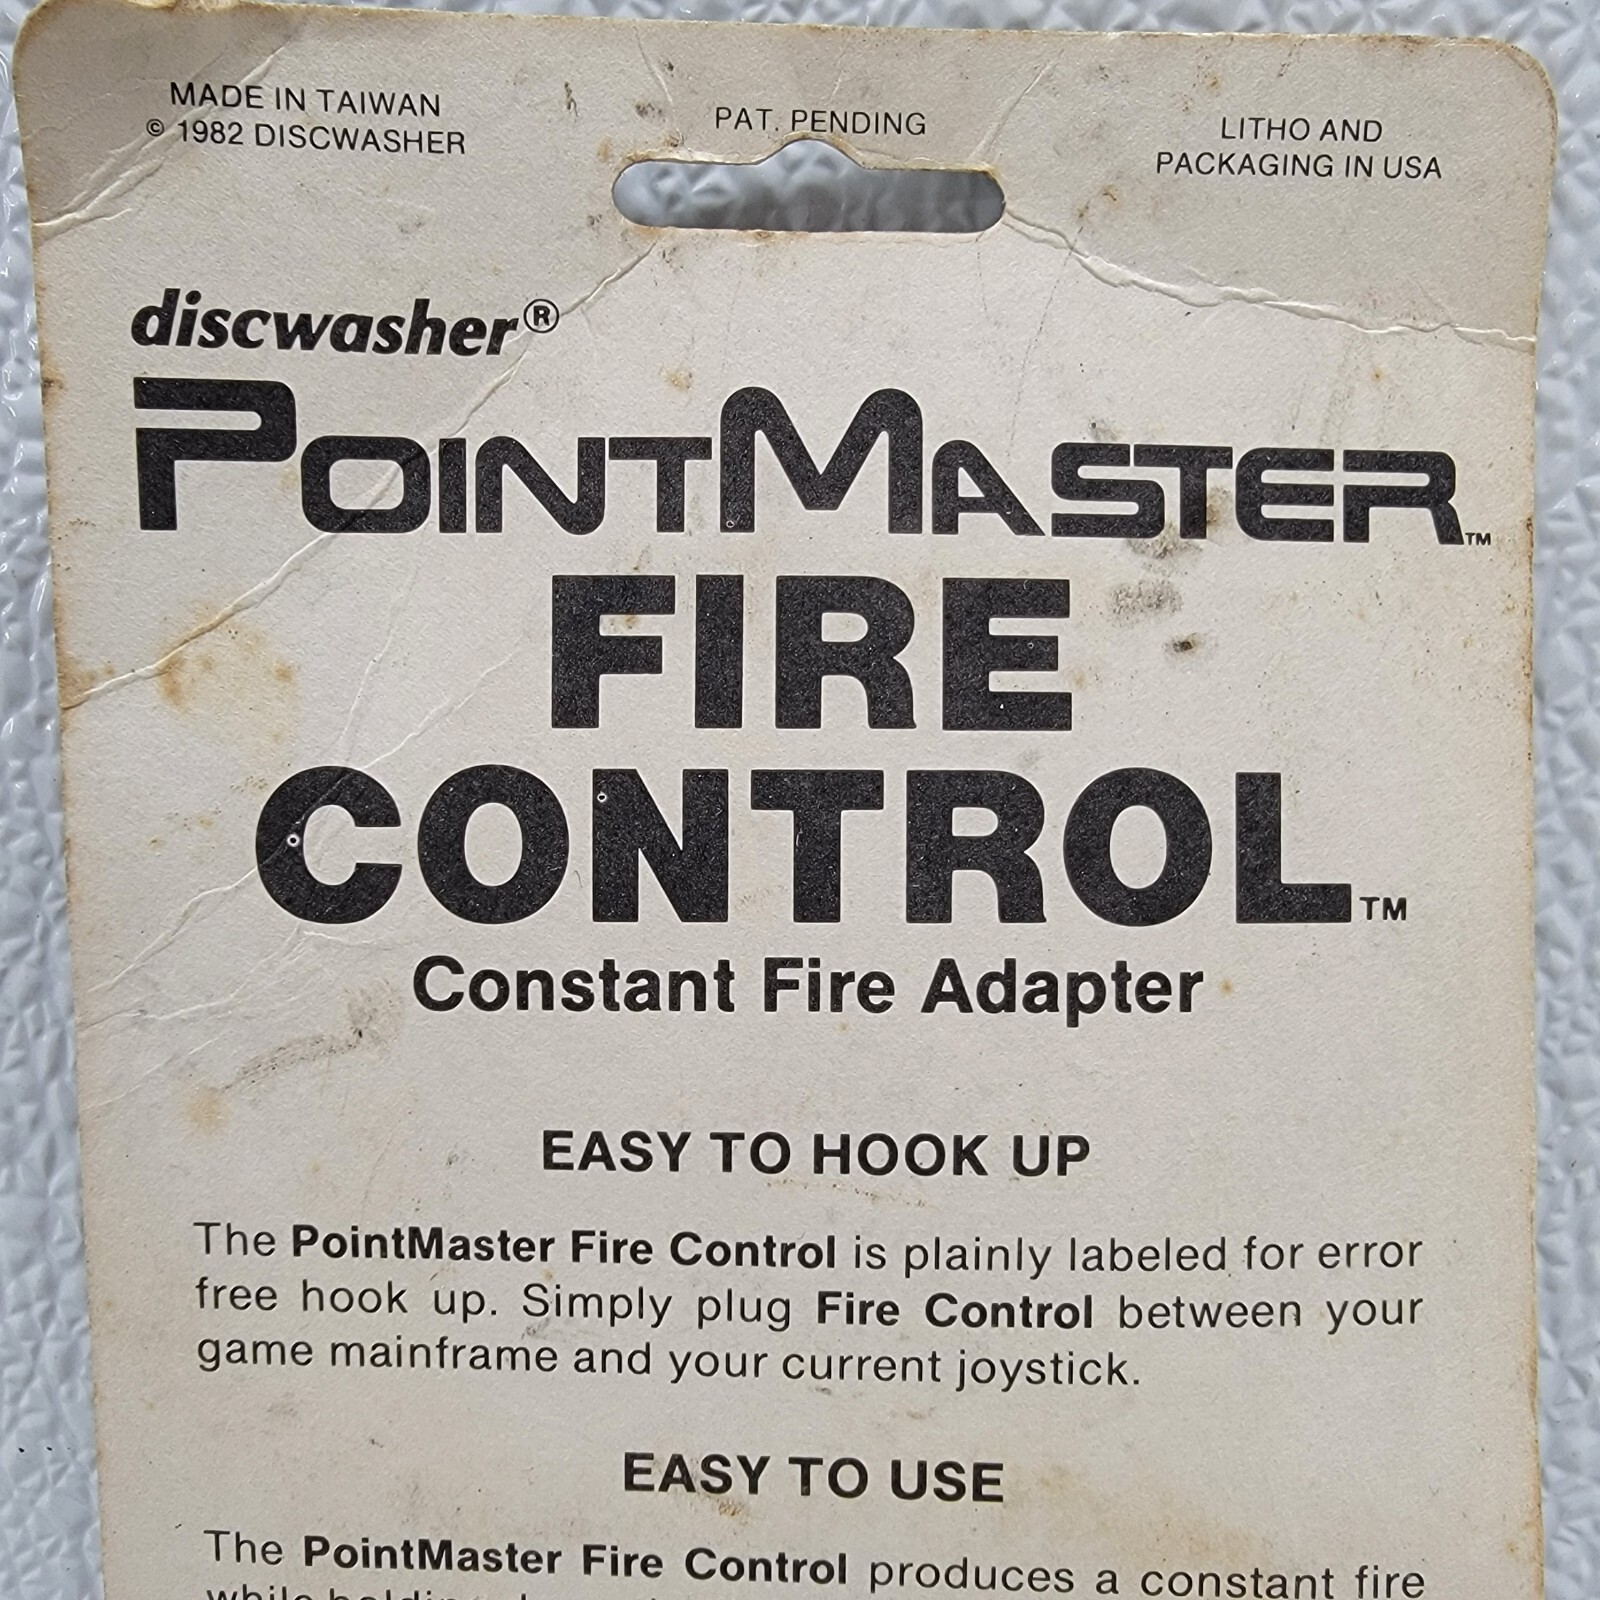 MADE IN TAIWAN
© 1982 DISCWASHER
PAT. PENDING
LITHO AND
PACKAGING IN USA
discwasher®
POINTMASTER™
FIRE
CONTROL™
Constant Fire Adapter
EASY TO HOOK UP
The PointMaster Fire Control is plainly labeled for error
free hook up. Simply plug Fire Control between your
game mainframe and your current joystick.
EASY TO USE
The PointMaster Fire Control produces a constant fire
while holding